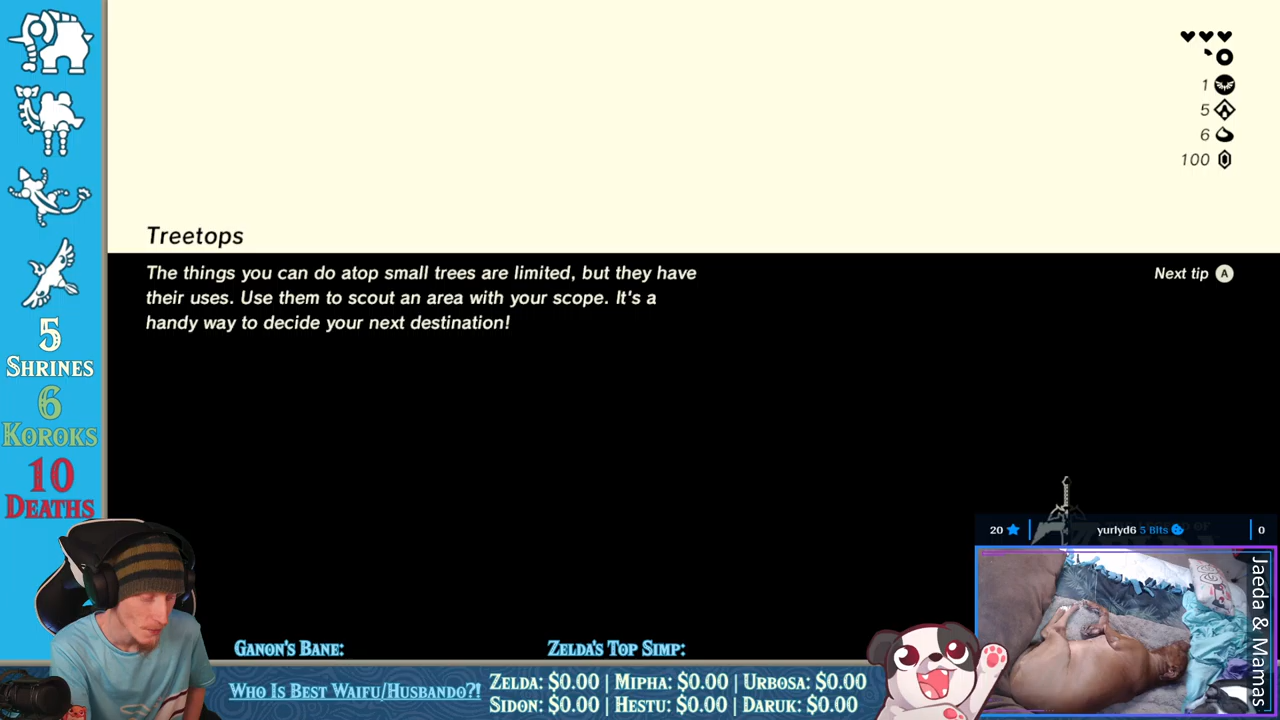 1
5
6
100
Treetops
The things you can do atop small trees are limited, but they have
their uses. Use them to scout an area with your scope. It's a
handy way to decide your next destination!
Next tip A
5
SHRINES
6
KOROKS
10
DEATHS
20
yurlyd6 5 Bits
0
Jaeda & Mamas
GANON'S BANE:
ZELDA'S TOP SIMP:
WHO IS BEST WAIFU/HUSBANDO?!
ZELDA: $0.00 | MIPHA: $0.00 | URBOSA: $0.00
SIDON: $0.00 | HESTU: $0.00 | DARUK: $0.00